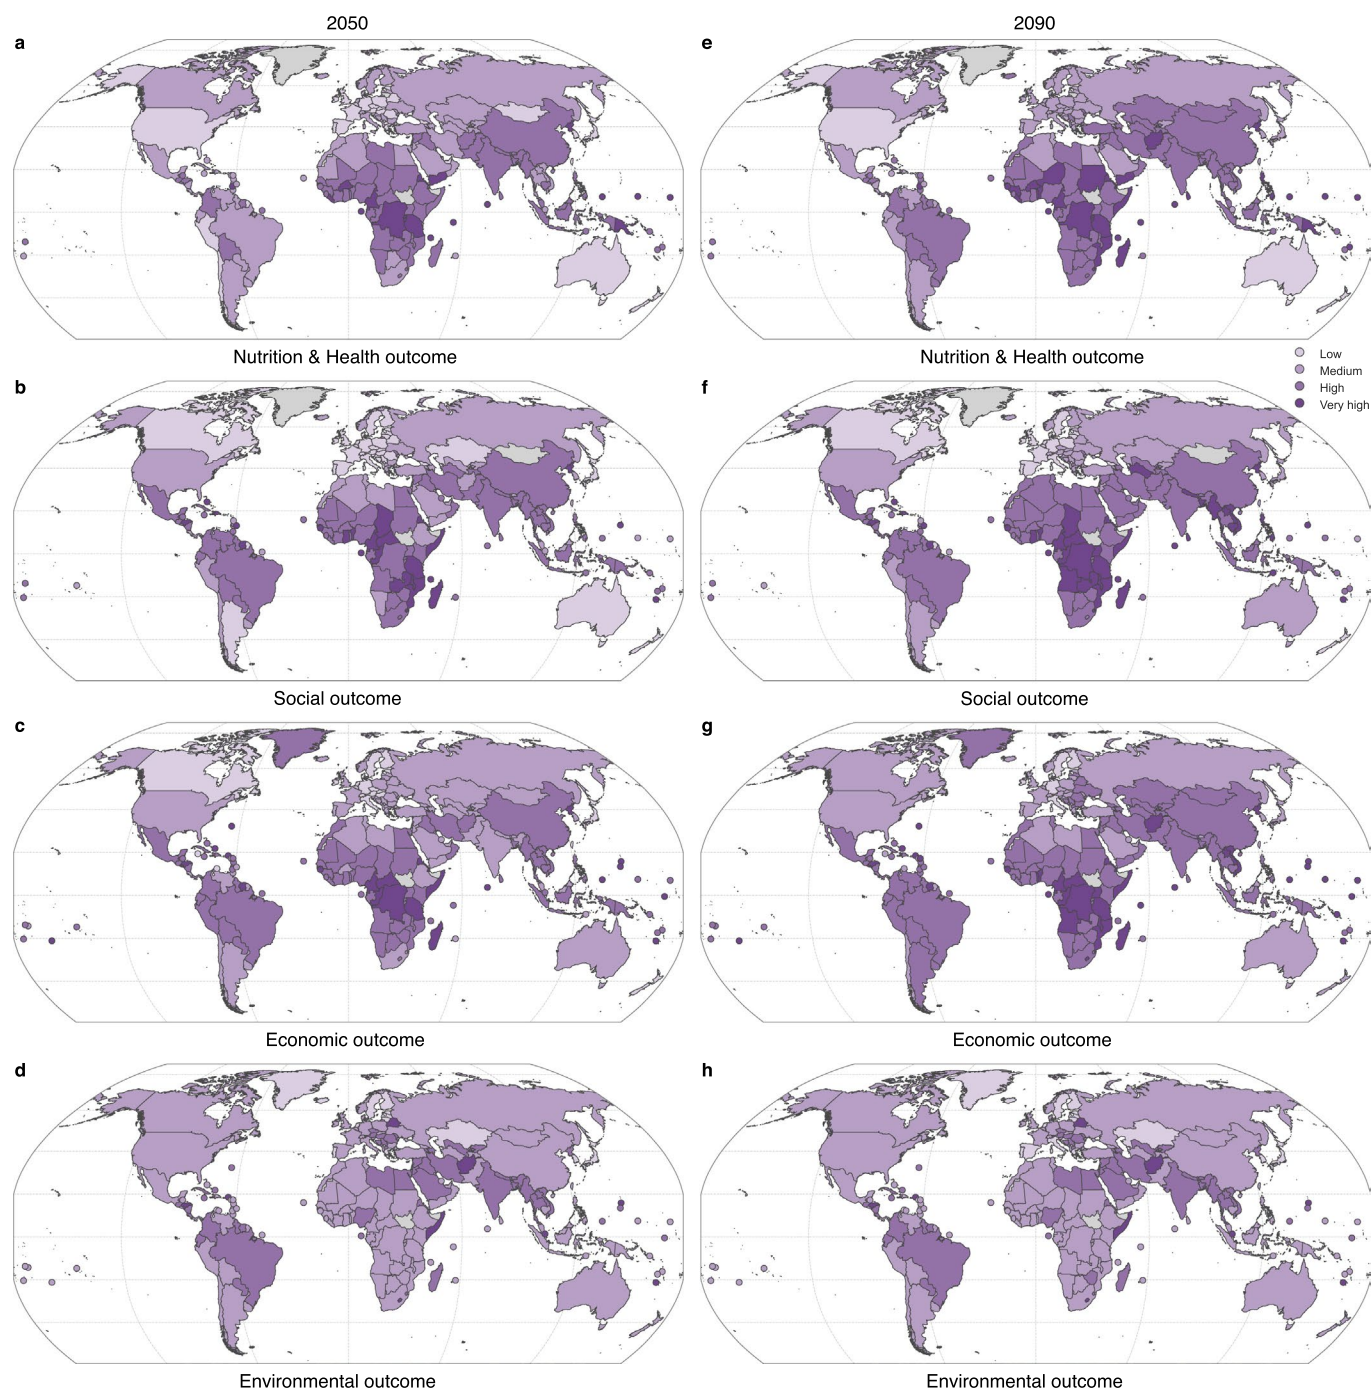 2050
2090
a
e
Nutrition & Health outcome
Nutrition & Health outcome
Low
Medium
High
Very high
b
f
Social outcome
Social outcome
c
g
Economic outcome
Economic outcome
d
h
Environmental outcome
Environmental outcome